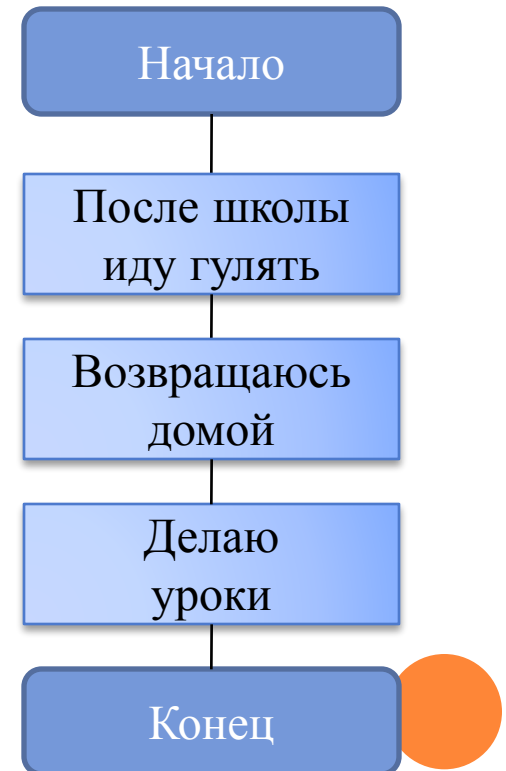 Начало
После школы
иду гулять
Возвращаюсь
домой
Делаю
уроки
Конец